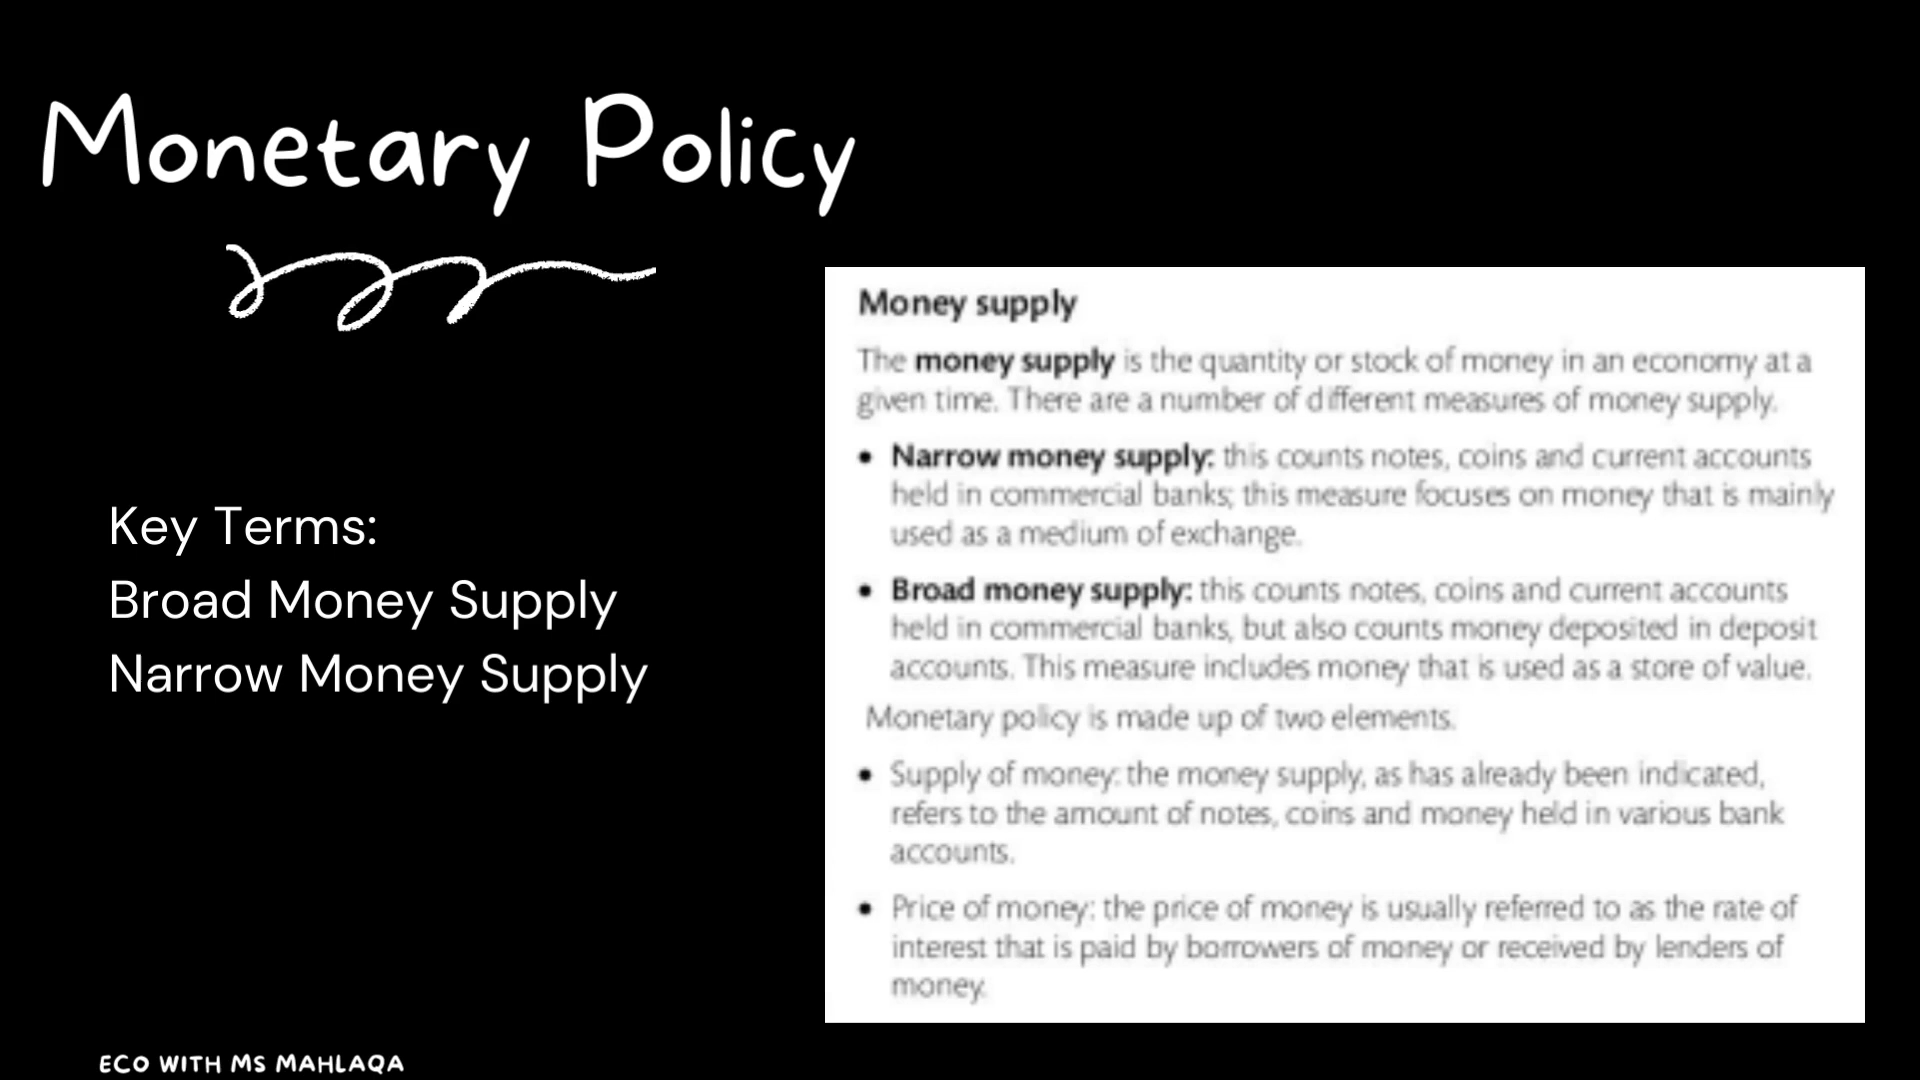 Monetary Policy
Key Terms:
Broad Money Supply
Narrow Money Supply
Money supply
The money supply is the quantity or stock of money in an economy at a
given time. There are a number of different measures of money supply.
• Narrow money supply: this counts notes, coins and current accounts
held in commercial banks; this measure focuses on money that is mainly
used as a medium of exchange.
• Broad money supply: this counts notes, coins and current accounts
held in commercial banks, but also counts money deposited in deposit
accounts. This measure includes money that is used as a store of value.
Monetary policy is made up of two elements.
• Supply of money: the money supply, as has already been indicated,
refers to the amount of notes, coins and money held in various bank
accounts.
• Price of money: the price of money is usually referred to as the rate of
interest that is paid by borrowers of money or received by lenders of
money.
ECO WITH MS MAHLAQA